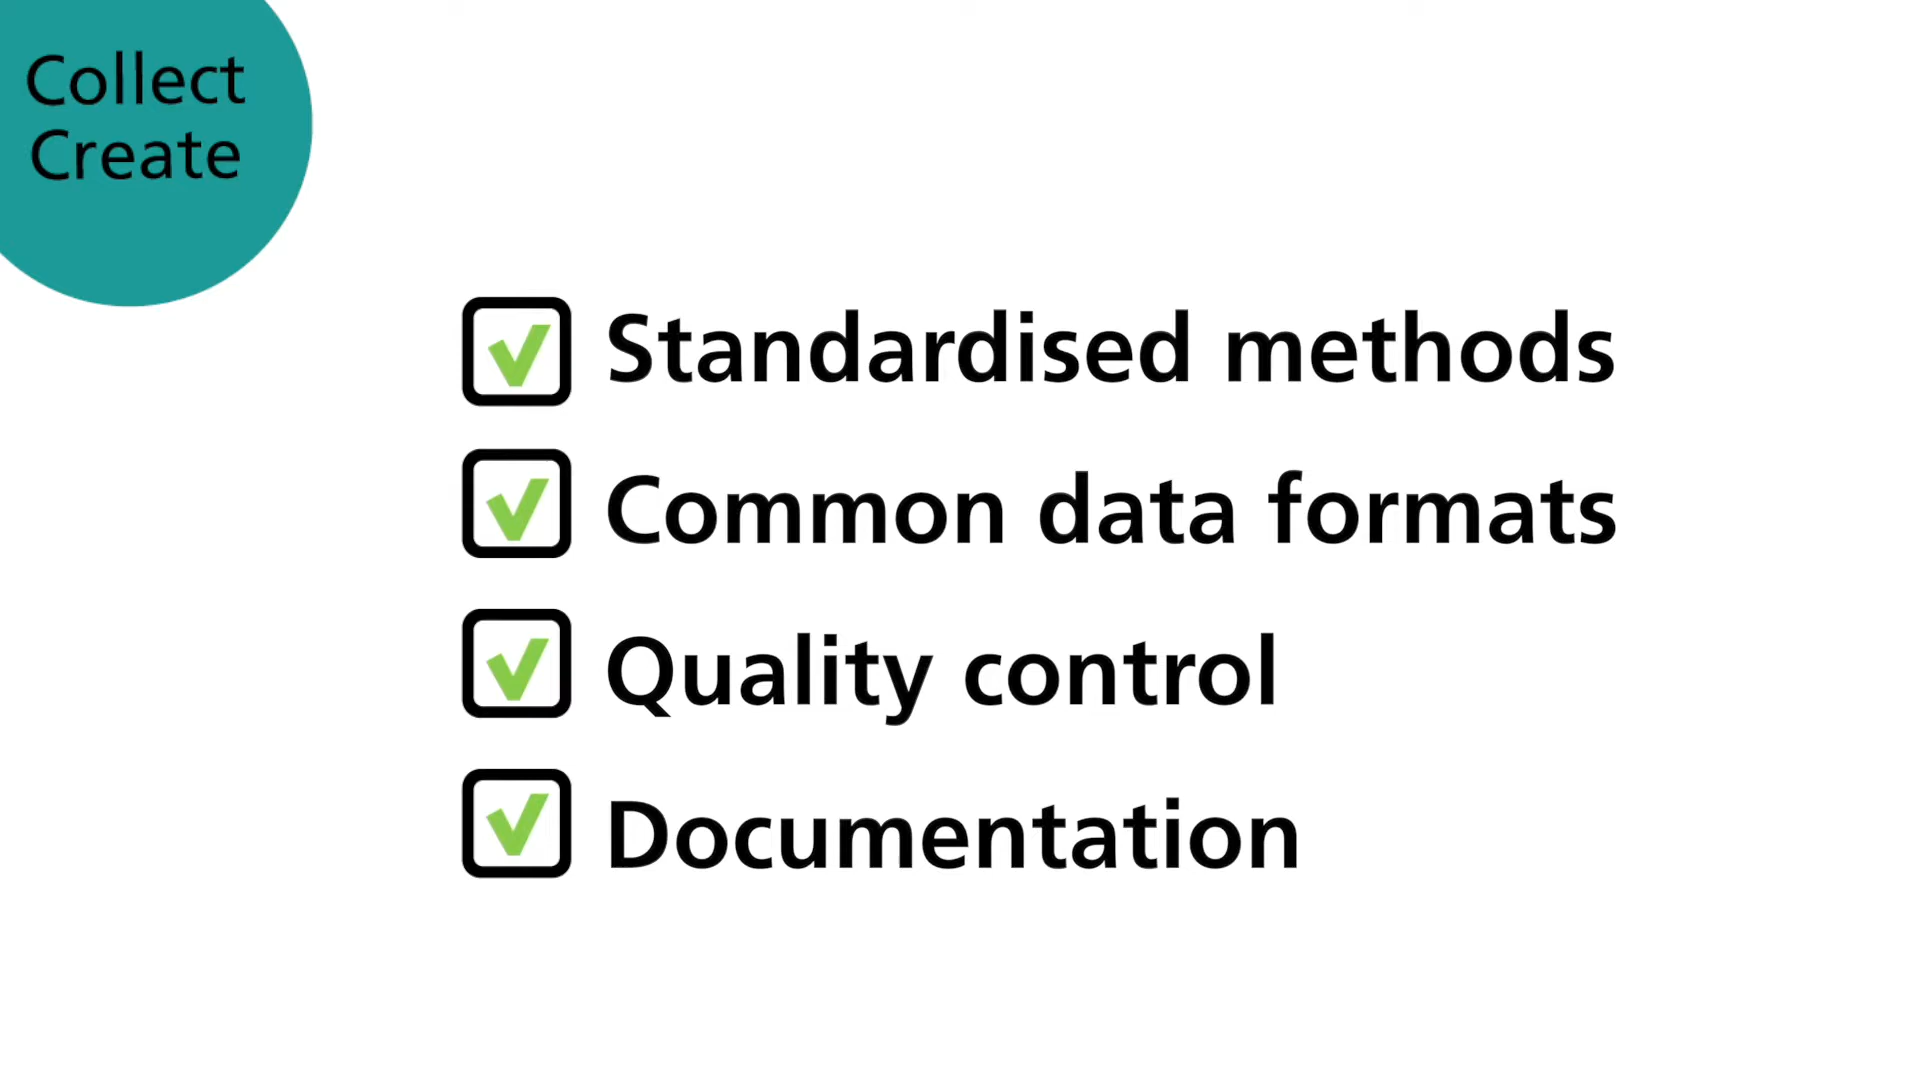 Collect
Create
Standardised methods
Common data formats
Quality control
Documentation